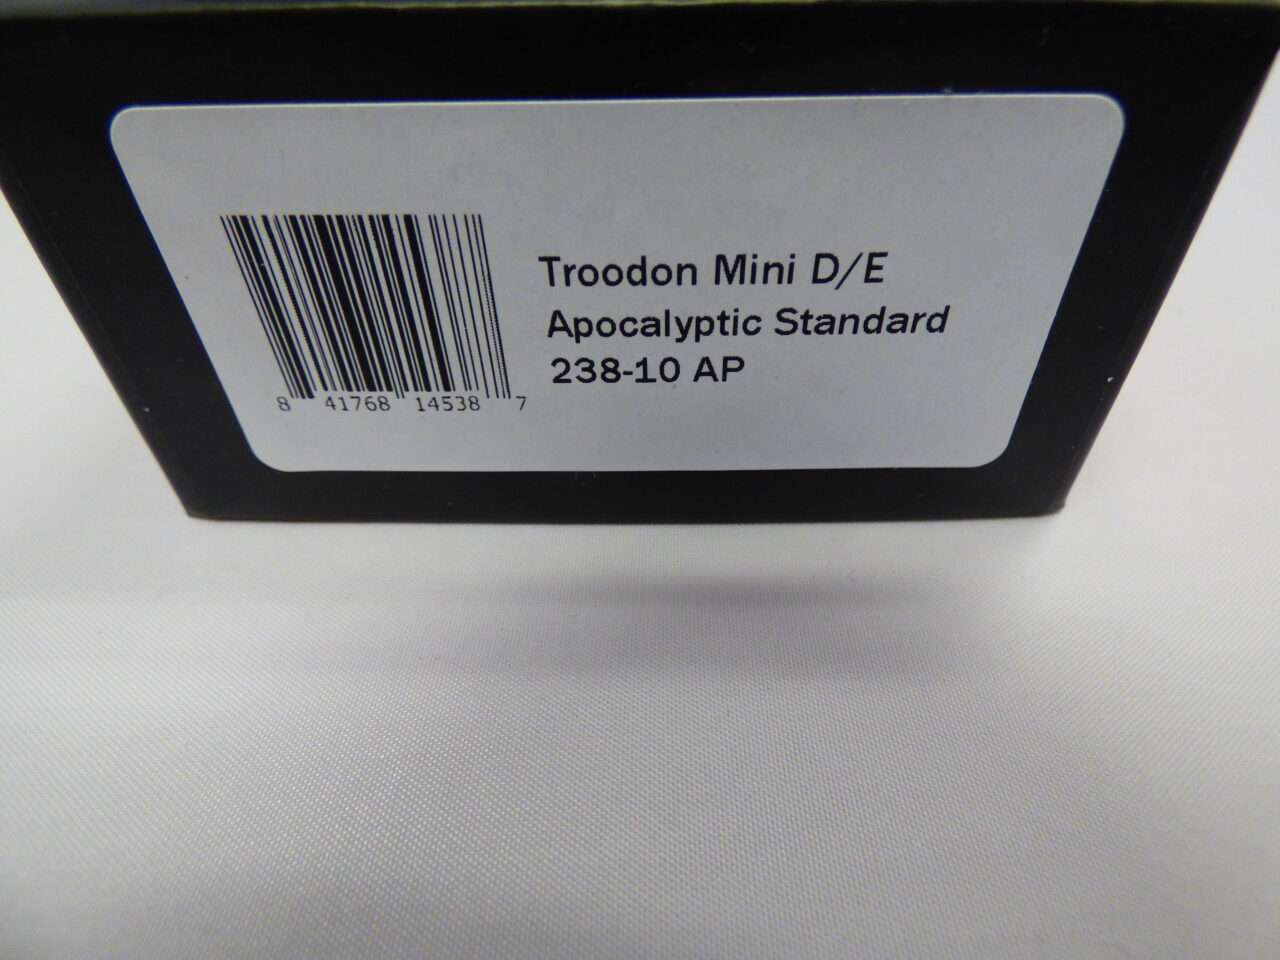 Troodon Mini D/E
Apocalyptic Standard
238-10 AP
8 41768 14538 7